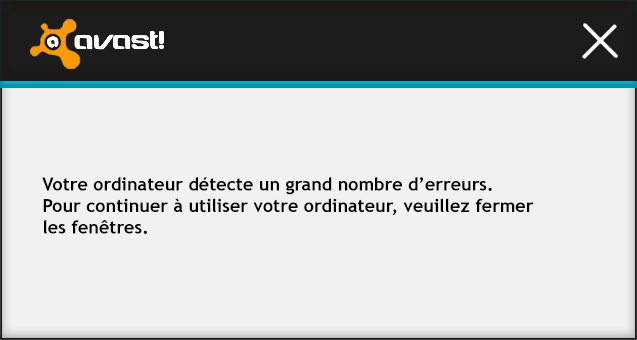 avast!
Votre ordinateur détecte un grand nombre d’erreurs.
Pour continuer à utiliser votre ordinateur, veuillez fermer
les fenêtres.